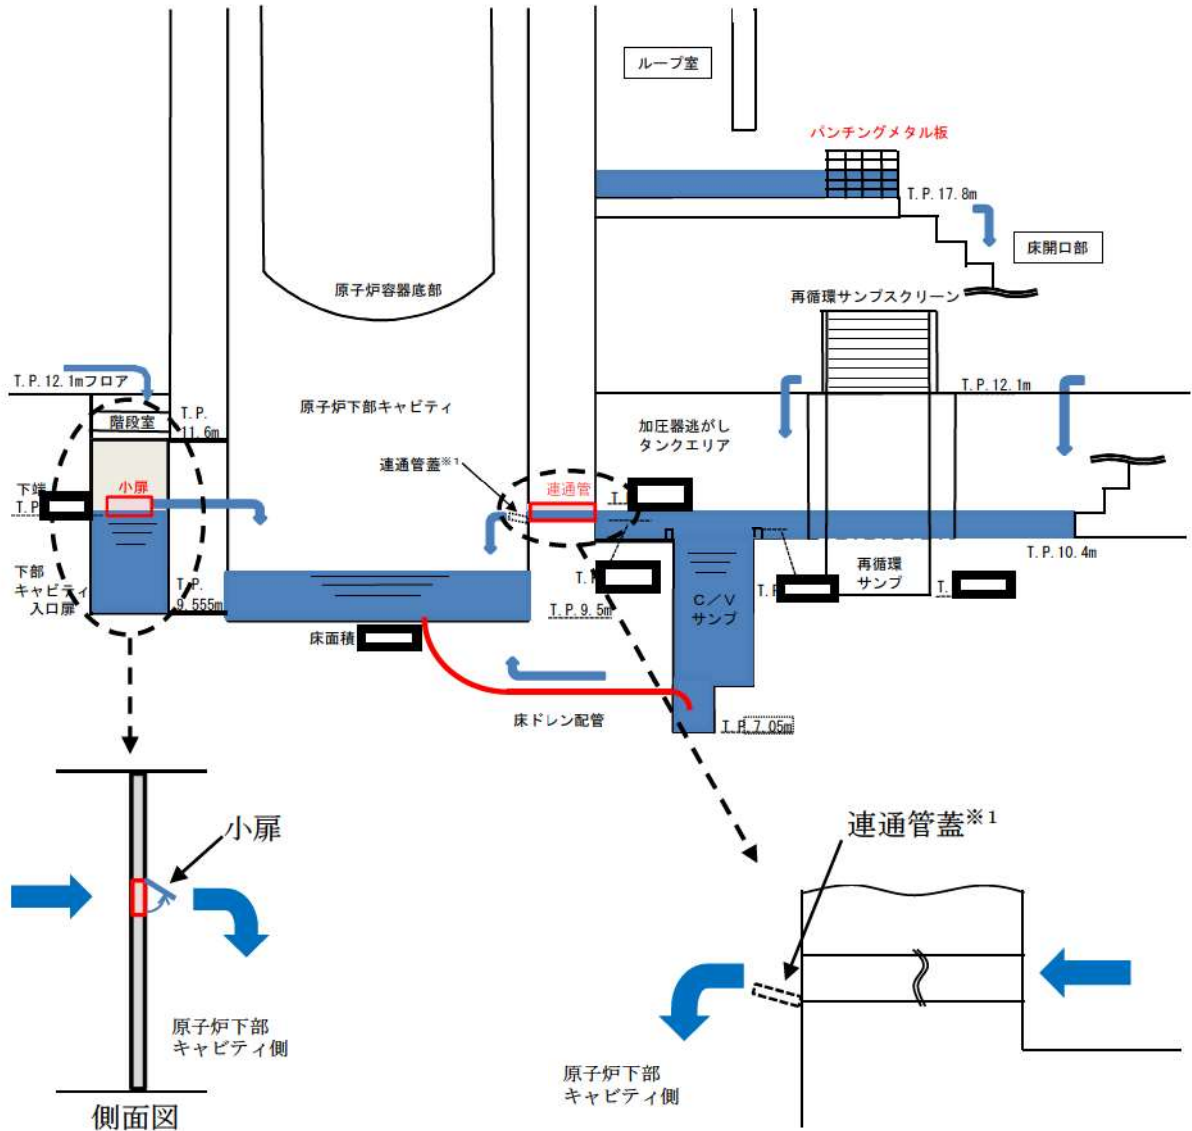 ループ室
パンチングメタル板
T.P.17.8m
床開口部
原子炉容器底部
再循環サンプスクリーン
T.P.12.1mフロア
T.P.12.1m
階段室
T.P.
11.6m
原子炉下部キャビティ
加圧器逃がし
タンクエリア
連通管蓋※1
連通管
小扉
下端
T.P
T.
T.P.10.4m
下部
キャビティ
入口扉
T.P.
9.555m
T.P.9.5m
T.
C/V
サンプ
T.P
再循環
サンプ
T.
床面積
床ドレン配管
T.P.7.05m
小扉
連通管蓋※1
原子炉下部
キャビティ側
側面図
原子炉下部
キャビティ側